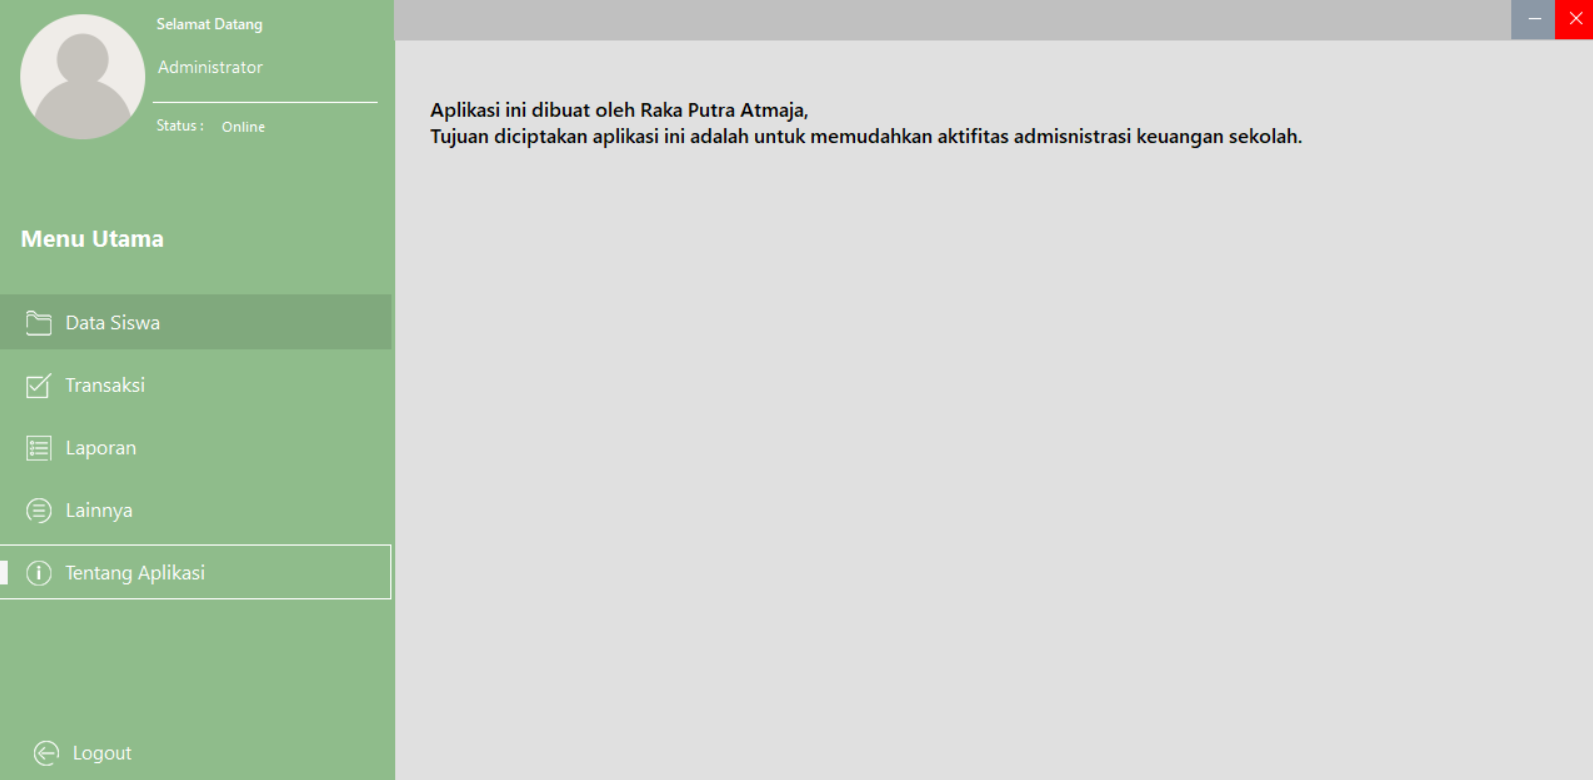 Selamat Datang
Administrator
Status : Online
Menu Utama
Data Siswa
Transaksi
Laporan
Lainnya
Tentang Aplikasi
Logout
Aplikasi ini dibuat oleh Raka Putra Atmaja,
Tujuan diciptakan aplikasi ini adalah untuk memudahkan aktifitas admisnistrasi keuangan sekolah.